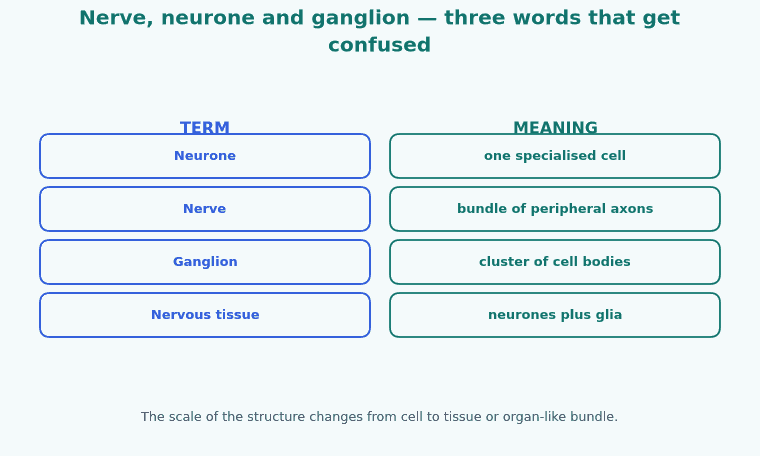 Nerve, neurone and ganglion — three words that get
confused
TERM
MEANING
Neurone
one specialised cell
Nerve
bundle of peripheral axons
Ganglion
cluster of cell bodies
Nervous tissue
neurones plus glia
The scale of the structure changes from cell to tissue or organ-like bundle.